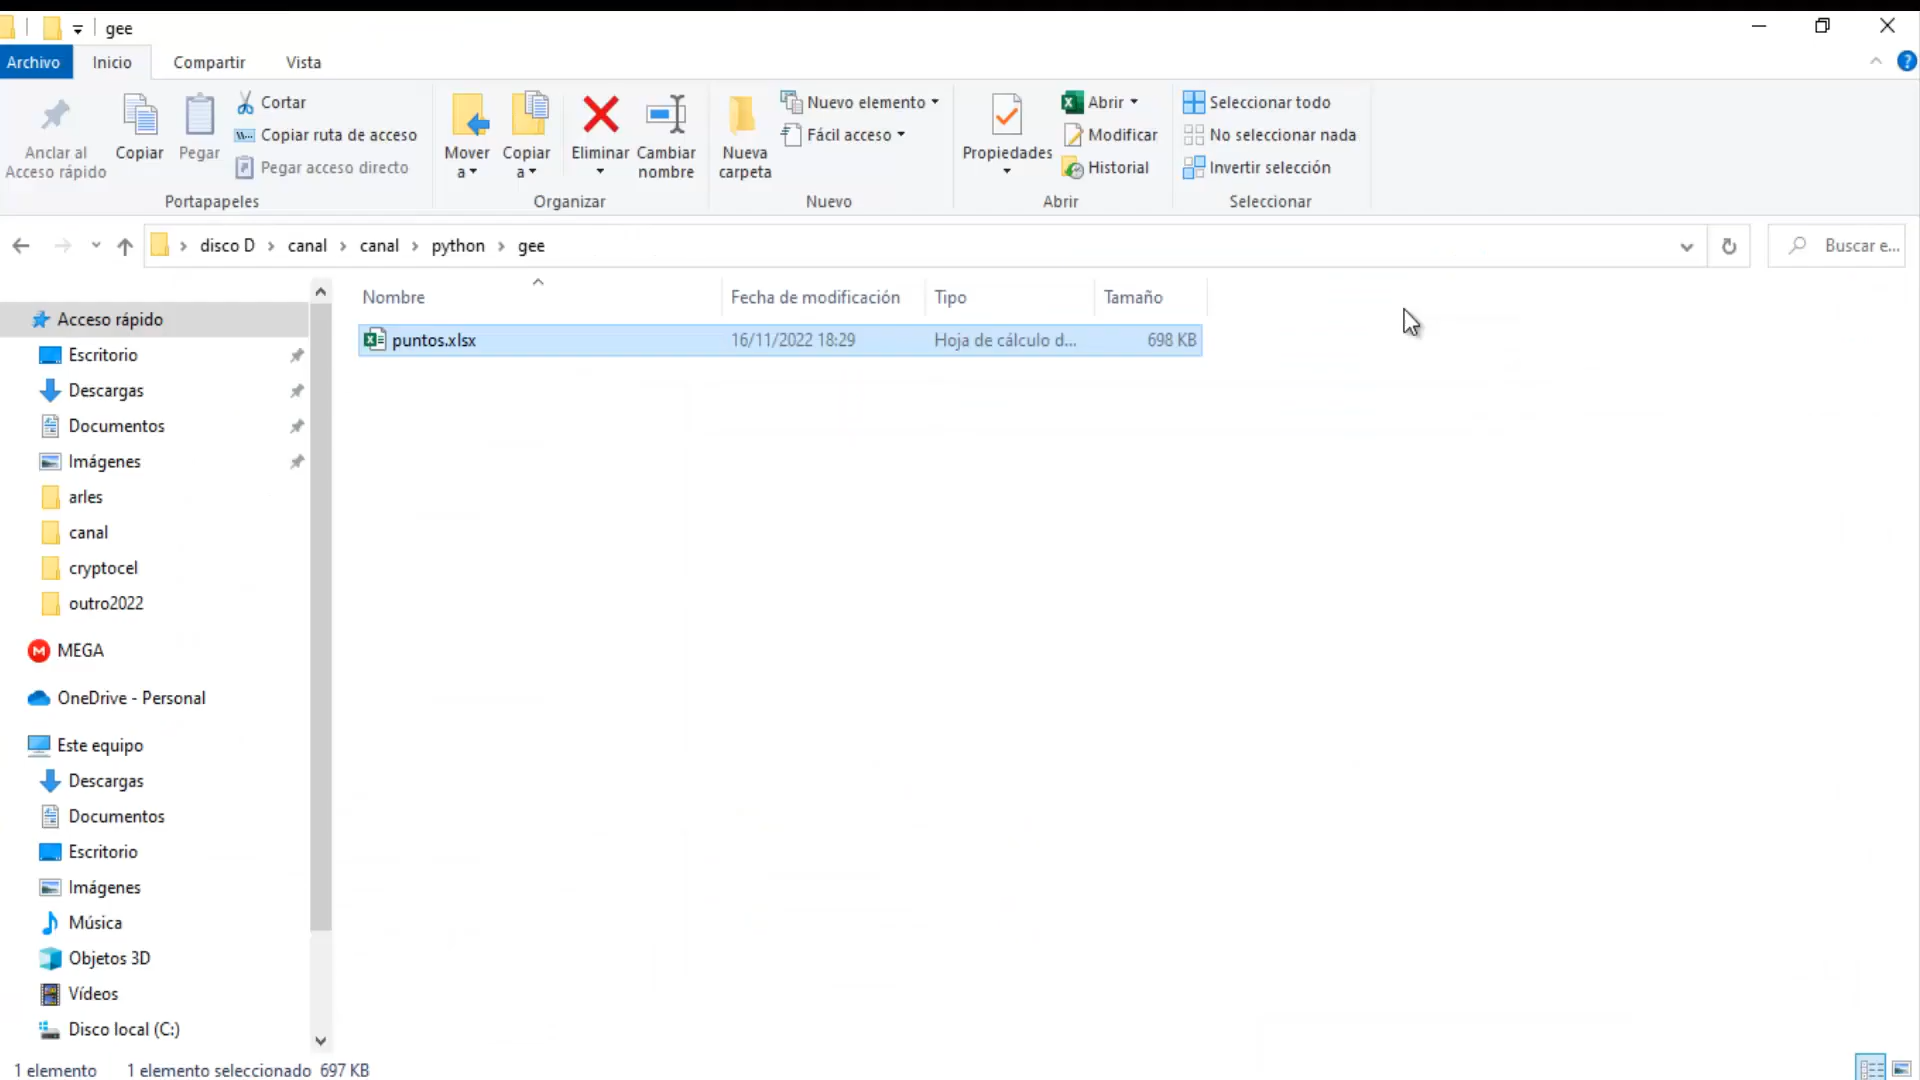 gee
Archivo Inicio Compartir Vista
Anclar al Acceso rápido
Copiar
Pegar
Cortar
Copiar ruta de acceso
Pegar acceso directo
Portapapeles
Mover a
Copiar a
Eliminar
Cambiar nombre
Organizar
Nueva carpeta
Nuevo elemento
Fácil acceso
Nuevo
Propiedades
Abrir
Modificar
Historial
Abrir
Seleccionar todo
No seleccionar nada
Invertir selección
Seleccionar
disco D canal canal python gee
Buscar e...
Nombre Fecha de modificación Tipo Tamaño
puntos.xlsx 16/11/2022 18:29 Hoja de cálculo d... 698 KB
Acceso rápido
Escritorio
Descargas
Documentos
Imágenes
arles
canal
cryptocel
outro2022
MEGA
OneDrive - Personal
Este equipo
Descargas
Documentos
Escritorio
Imágenes
Música
Objetos 3D
Vídeos
Disco local (C:)
1 elemento 1 elemento seleccionado 697 KB